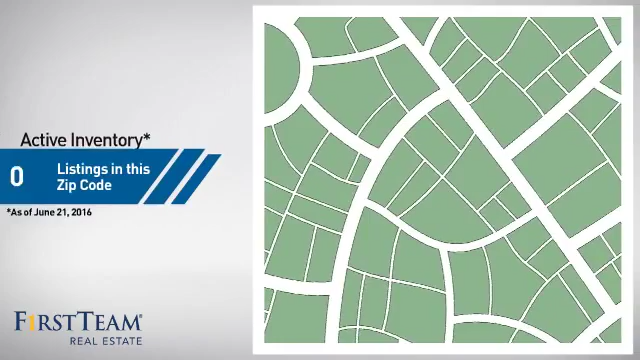 Active Inventory*
0
Listings in this
Zip Code
*As of June 21, 2016
FIRSTTEAM®
REAL ESTATE